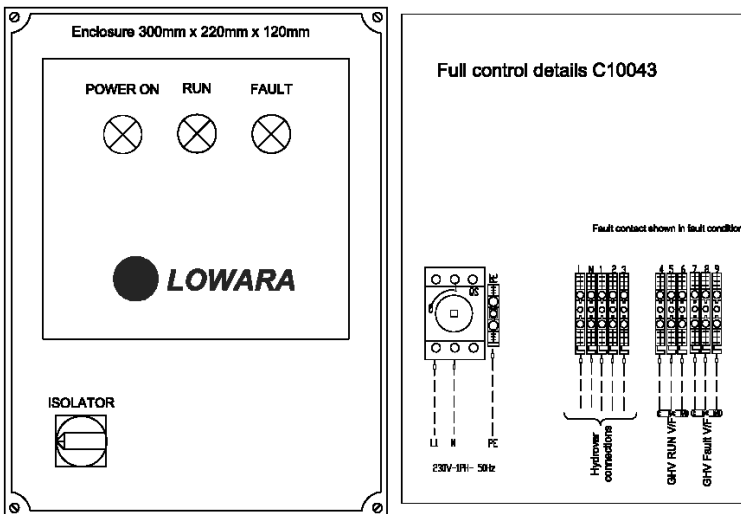 Enclosure 300mm x 220mm x 120mm
POWER ON RUN FAULT
LOWARA
ISOLATOR
Full control details C10043
Fault contact shown in fault condition
PE
N 1 2 3
4 5 6 7 8 9
L1 N PE
230V-1PH- 50Hz
Hydrovar
connections
GHV RUN V/F
GHV Fault V/F